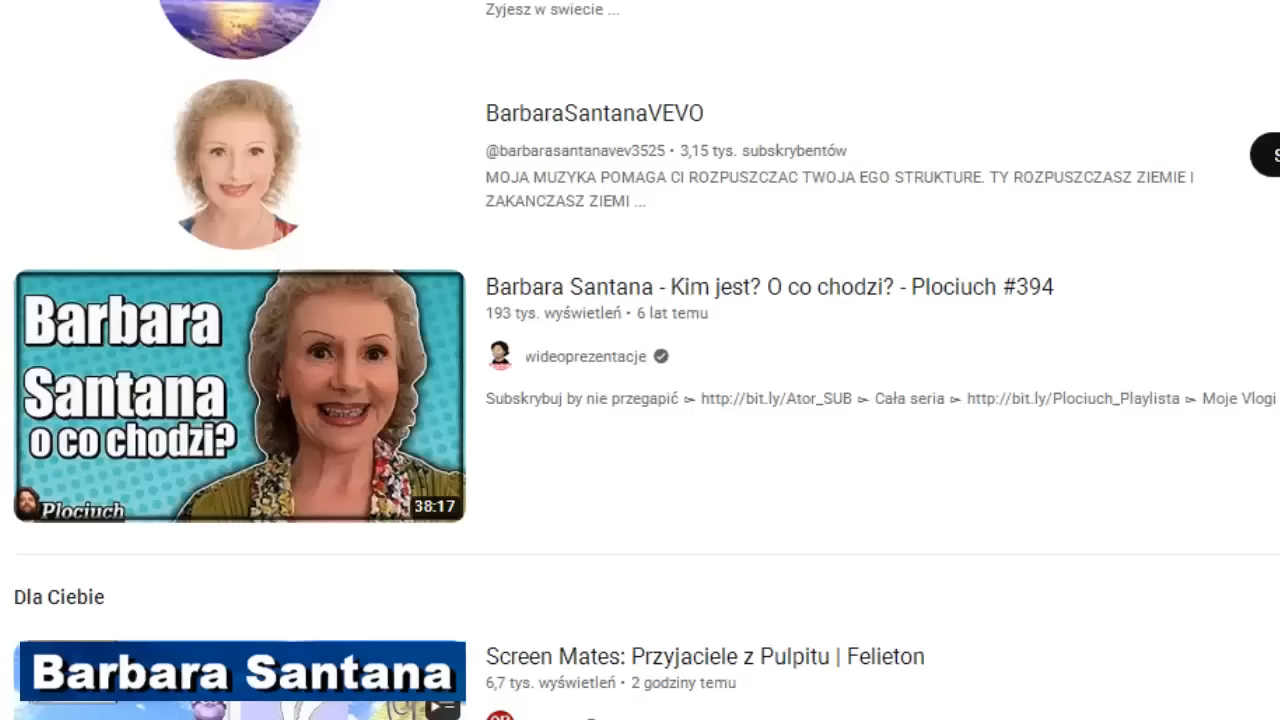 Zyjesz w swiecie ...
BarbaraSantanaVEVO
@barbarasantanavev3525 • 3,15 tys. subskrybentów
MOJA MUZYKA POMAGA CI ROZPUSZCZAC TWOJA EGO STRUKTURE. TY ROZPUSZCZASZ ZIEMIE I
ZAKANCZASZ ZIEMI ...
Barbara
Santana
o co chodzi?
Plociuch
38:17
Barbara Santana - Kim jest? O co chodzi? - Plociuch #394
193 tys. wyświetleń • 6 lat temu
wideoprezentacje
Subskrybuj by nie przegapić ➣ http://bit.ly/Ator_SUB ➣ Cała seria ➣ http://bit.ly/Plociuch_Playlista ➣ Moje Vlogi
Dla Ciebie
Barbara Santana
Screen Mates: Przyjaciele z Pulpitu | Felieton
6,7 tys. wyświetleń • 2 godziny temu